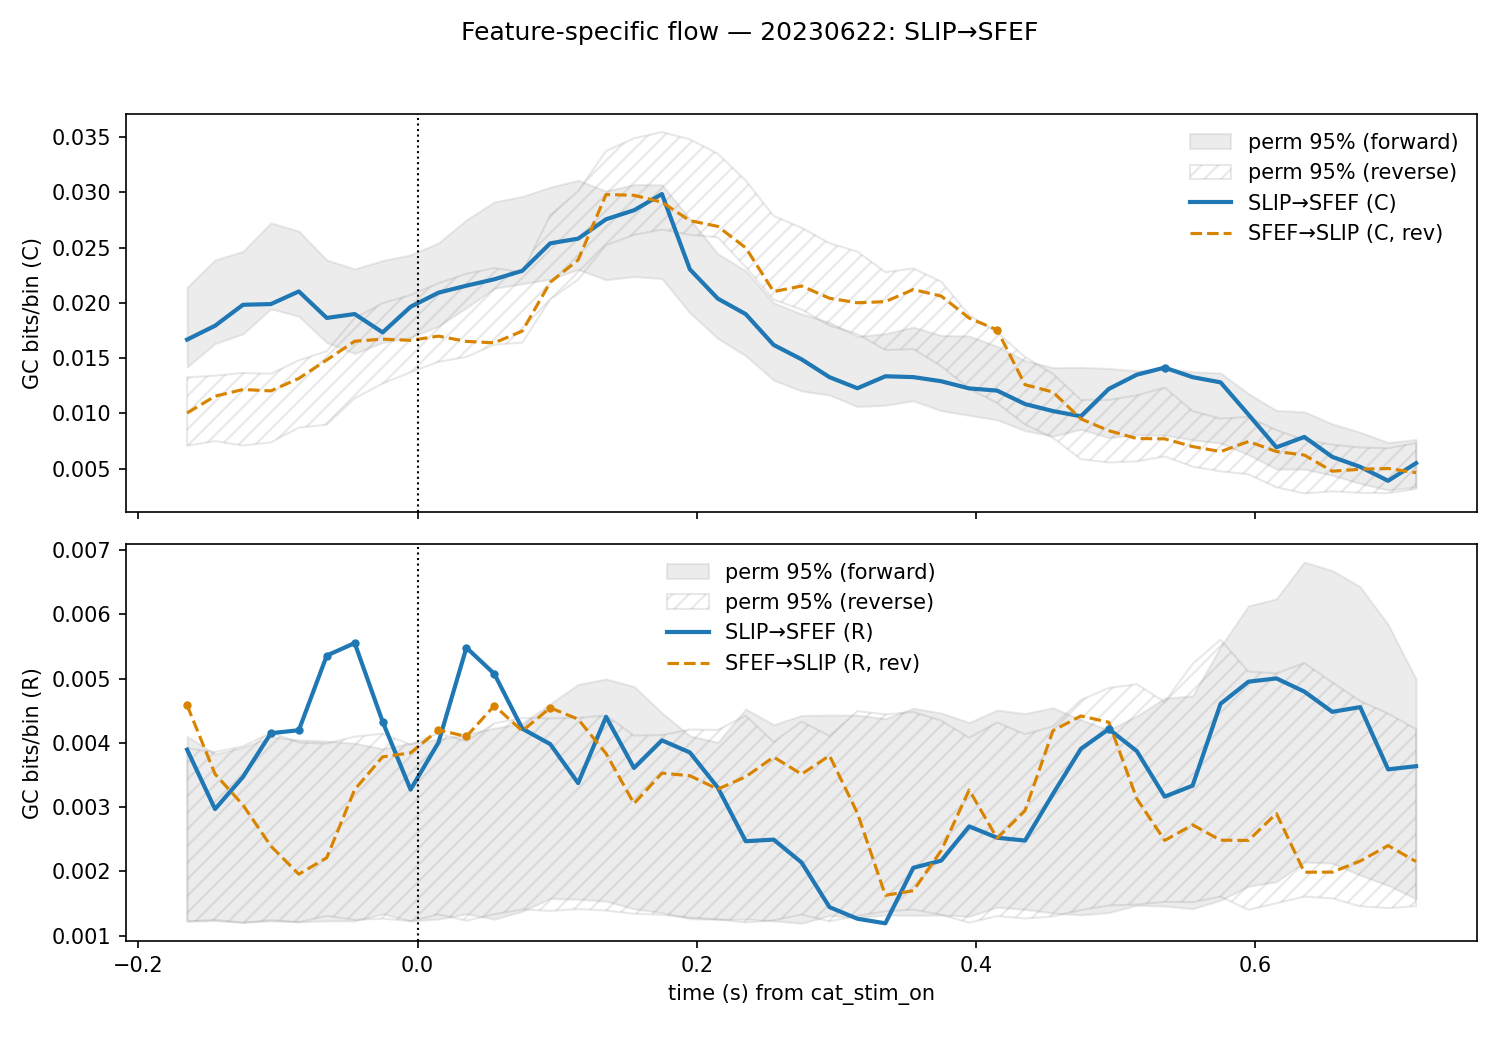 Feature-specific flow — 20230622: SLIP→SFEF
GC bits/bin (C)
0.035
0.030
0.025
0.020
0.015
0.010
0.005
perm 95% (forward)
perm 95% (reverse)
SLIP→SFEF (C)
SFEF→SLIP (C, rev)
GC bits/bin (R)
0.007
0.006
0.005
0.004
0.003
0.002
0.001
perm 95% (forward)
perm 95% (reverse)
SLIP→SFEF (R)
SFEF→SLIP (R, rev)
−0.2 0.0 0.2 0.4 0.6
time (s) from cat_stim_on